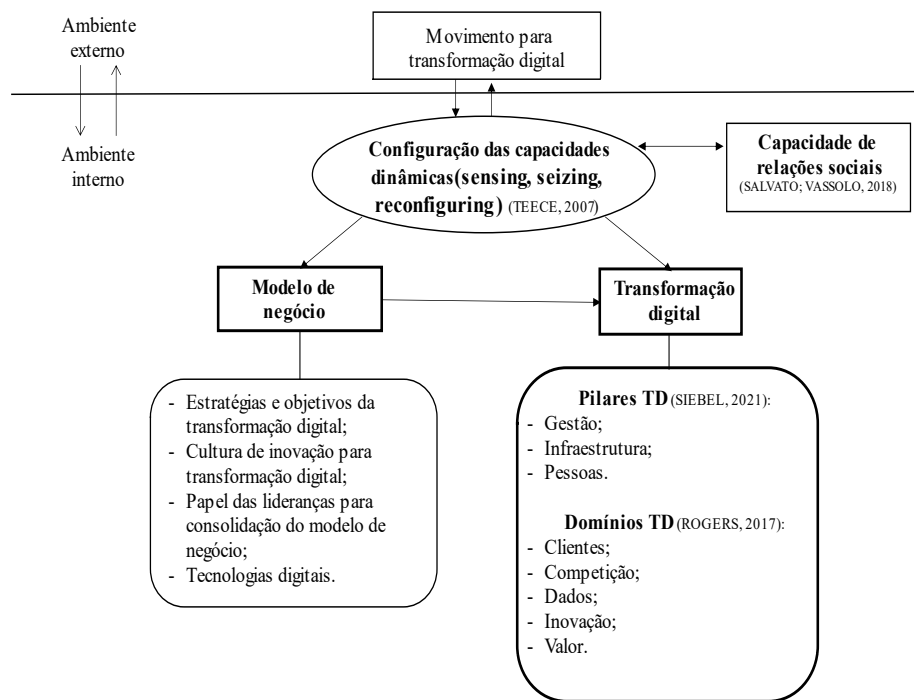 Ambiente
externo
Movimento para
transformação digital
Ambiente
interno
Configuração das capacidades
dinâmicas(sensing, seizing,
reconfiguring) (TEECE, 2007)
Capacidade de
relações sociais
(SALVATO; VASSOLO, 2018)
Modelo de
negócio
Transformação
digital
- Estratégias e objetivos da
transformação digital;
- Cultura de inovação para
transformação digital;
- Papel das lideranças para
consolidação do modelo de
negócio;
- Tecnologias digitais.
Pilares TD (SIEBEL, 2021):
- Gestão;
- Infraestrutura;
- Pessoas.
Domínios TD (ROGERS, 2017):
- Clientes;
- Competição;
- Dados;
- Inovação;
- Valor.